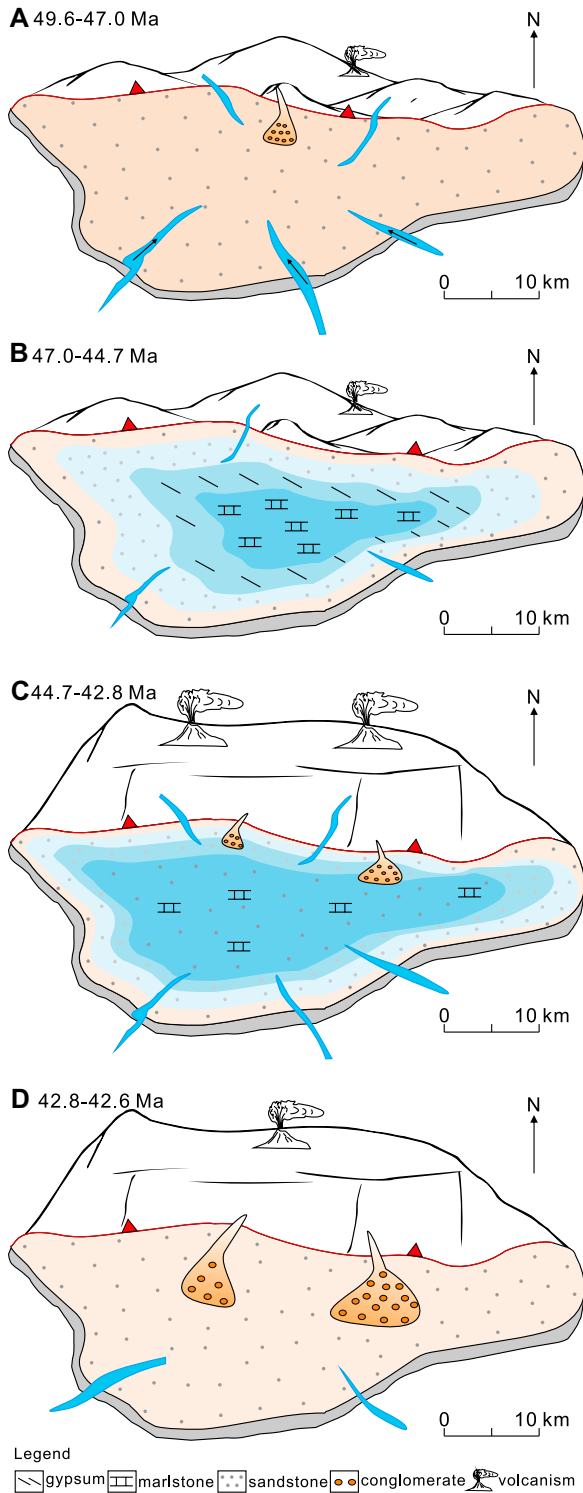 A 49.6-47.0 Ma
N
0 10 km
B 47.0-44.7 Ma
N
0 10 km
C 44.7-42.8 Ma
N
0 10 km
D 42.8-42.6 Ma
N
0 10 km
Legend
gypsum marlstone sandstone conglomerate volcanism